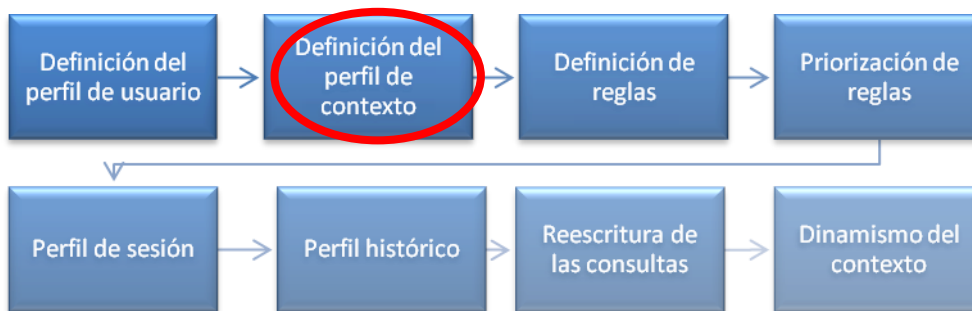 Definición del
perfil de usuario
Definición del
perfil de
contexto
Definición de
reglas
Priorización de
reglas
Perfil de sesión
Perfil histórico
Reescritura de
las consultas
Dinamismo del
contexto